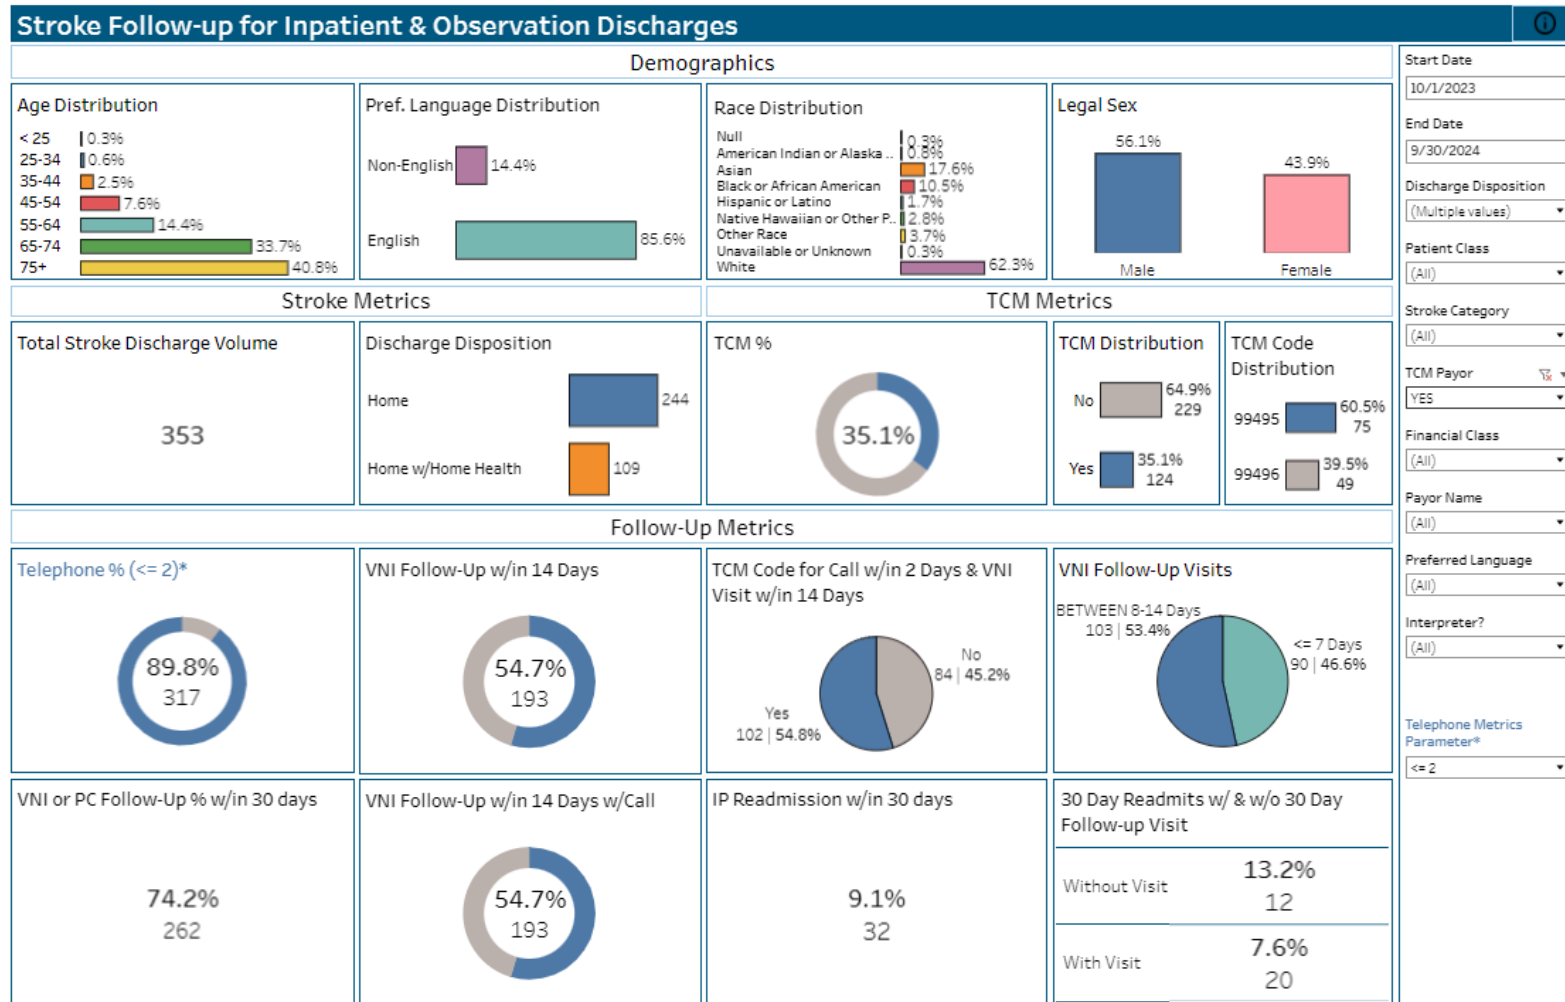 Stroke Follow-up for Inpatient & Observation Discharges
Demographics
Age Distribution
< 25 0.3%
25-34 0.6%
35-44 2.5%
45-54 7.6%
55-64 14.4%
65-74 33.7%
75+ 40.8%
Pref. Language Distribution
Non-English 14.4%
English 85.6%
Race Distribution
Null 0.3%
American Indian or Alaska .. 0.8%
Asian 17.6%
Black or African American 10.5%
Hispanic or Latino 1.7%
Native Hawaiian or Other P.. 2.8%
Other Race 3.7%
Unavailable or Unknown 0.3%
White 62.3%
Legal Sex
56.1%
43.9%
Male Female
Stroke Metrics
Total Stroke Discharge Volume
353
Discharge Disposition
Home 244
Home w/Home Health 109
TCM Metrics
TCM %
35.1%
TCM Distribution
No 64.9%
229
Yes 35.1%
124
TCM Code
Distribution
99495 60.5%
75
99496 39.5%
49
Follow-Up Metrics
Telephone % (<= 2)*
89.8%
317
VNI Follow-Up w/in 14 Days
54.7%
193
TCM Code for Call w/in 2 Days & VNI
Visit w/in 14 Days
No
84 | 45.2%
Yes
102 | 54.8%
VNI Follow-Up Visits
BETWEEN 8-14 Days
103 | 53.4%
<= 7 Days
90 | 46.6%
VNI or PC Follow-Up % w/in 30 days
74.2%
262
VNI Follow-Up w/in 14 Days w/Call
54.7%
193
IP Readmission w/in 30 days
9.1%
32
30 Day Readmits w/ & w/o 30 Day
Follow-up Visit
Without Visit 13.2%
12
With Visit 7.6%
20
Start Date
10/1/2023
End Date
9/30/2024
Discharge Disposition
(Multiple values)
Patient Class
(All)
Stroke Category
(All)
TCM Payor
YES
Financial Class
(All)
Payor Name
(All)
Preferred Language
(All)
Interpreter?
(All)
Telephone Metrics
Parameter*
<= 2